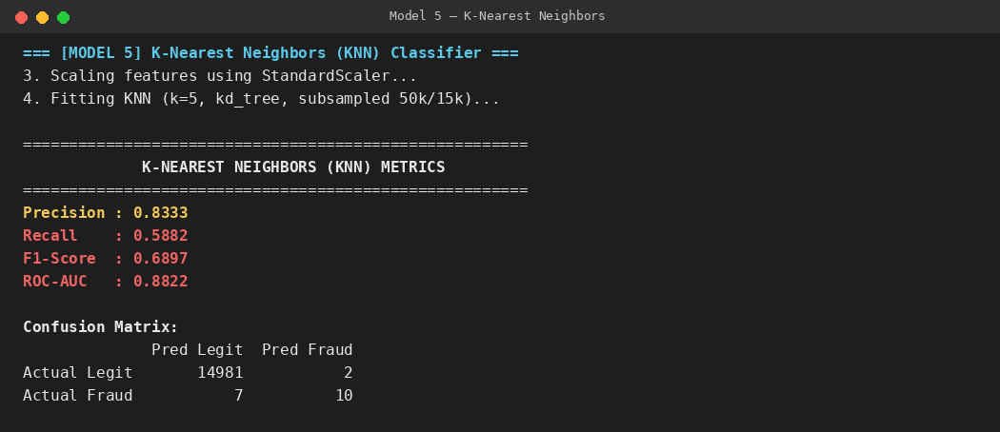 Model 5 — K-Nearest Neighbors
=== [MODEL 5] K-Nearest Neighbors (KNN) Classifier ===
3. Scaling features using StandardScaler...
4. Fitting KNN (k=5, kd_tree, subsampled 50k/15k)...
=======================================================
K-NEAREST NEIGHBORS (KNN) METRICS
=======================================================
Precision : 0.8333
Recall    : 0.5882
F1-Score  : 0.6897
ROC-AUC   : 0.8822
Confusion Matrix:
              Pred Legit  Pred Fraud
Actual Legit       14981           2
Actual Fraud           7          10